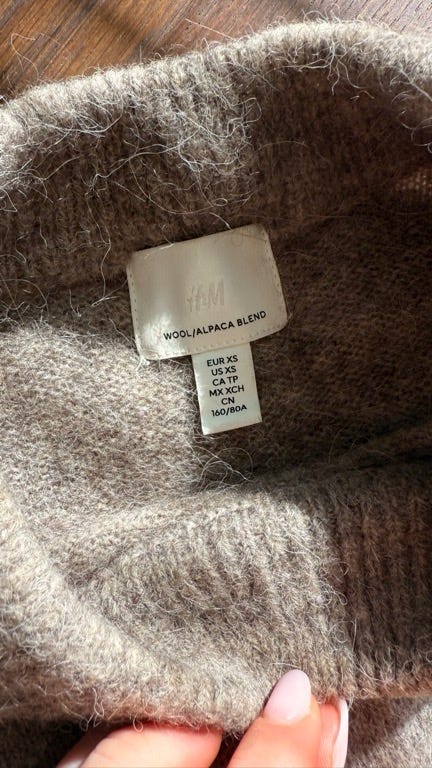 H&M
WOOL/ALPACA BLEND
EUR XS
US XS
CA TP
MX XCH
CN
160/80A